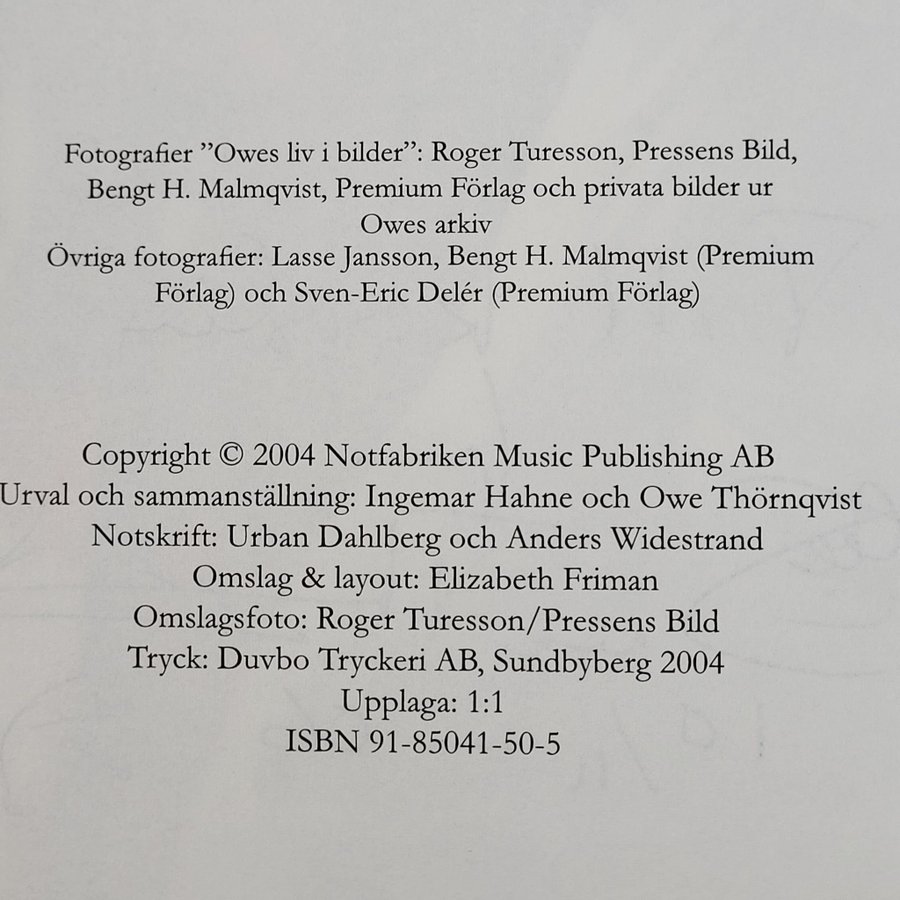 Fotografier ”Owes liv i bilder”: Roger Turesson, Pressens Bild,
Bengt H. Malmqvist, Premium Förlag och privata bilder ur
Owes arkiv
Övriga fotografier: Lasse Jansson, Bengt H. Malmqvist (Premium
Förlag) och Sven-Eric Delér (Premium Förlag)
Copyright © 2004 Notfabriken Music Publishing AB
Urval och sammanställning: Ingemar Hahne och Owe Thörnqvist
Notskrift: Urban Dahlberg och Anders Widestrand
Omslag & layout: Elizabeth Friman
Omslagsfoto: Roger Turesson/Pressens Bild
Tryck: Duvbo Tryckeri AB, Sundbyberg 2004
Upplaga: 1:1
ISBN 91-85041-50-5